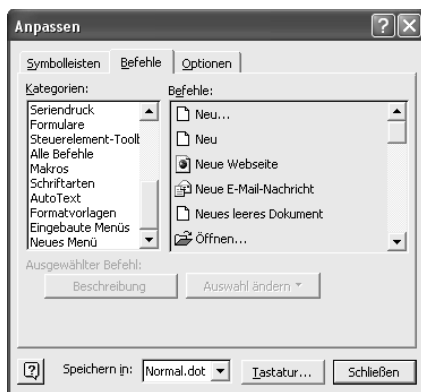 Anpassen
Symbolleisten Befehle Optionen
Kategorien:
Seriendruck
Formulare
Steuerelement-Toolt
Alle Befehle
Makros
Schriftarten
AutoText
Formatvorlagen
Eingebaute Menüs
Neues Menü
Befehle:
Neu...
Neu
Neue Webseite
Neue E-Mail-Nachricht
Neues leeres Dokument
Öffnen...
Ausgewählter Befehl:
Beschreibung Auswahl ändern
Speichern in: Normal.dot Tastatur... Schließen